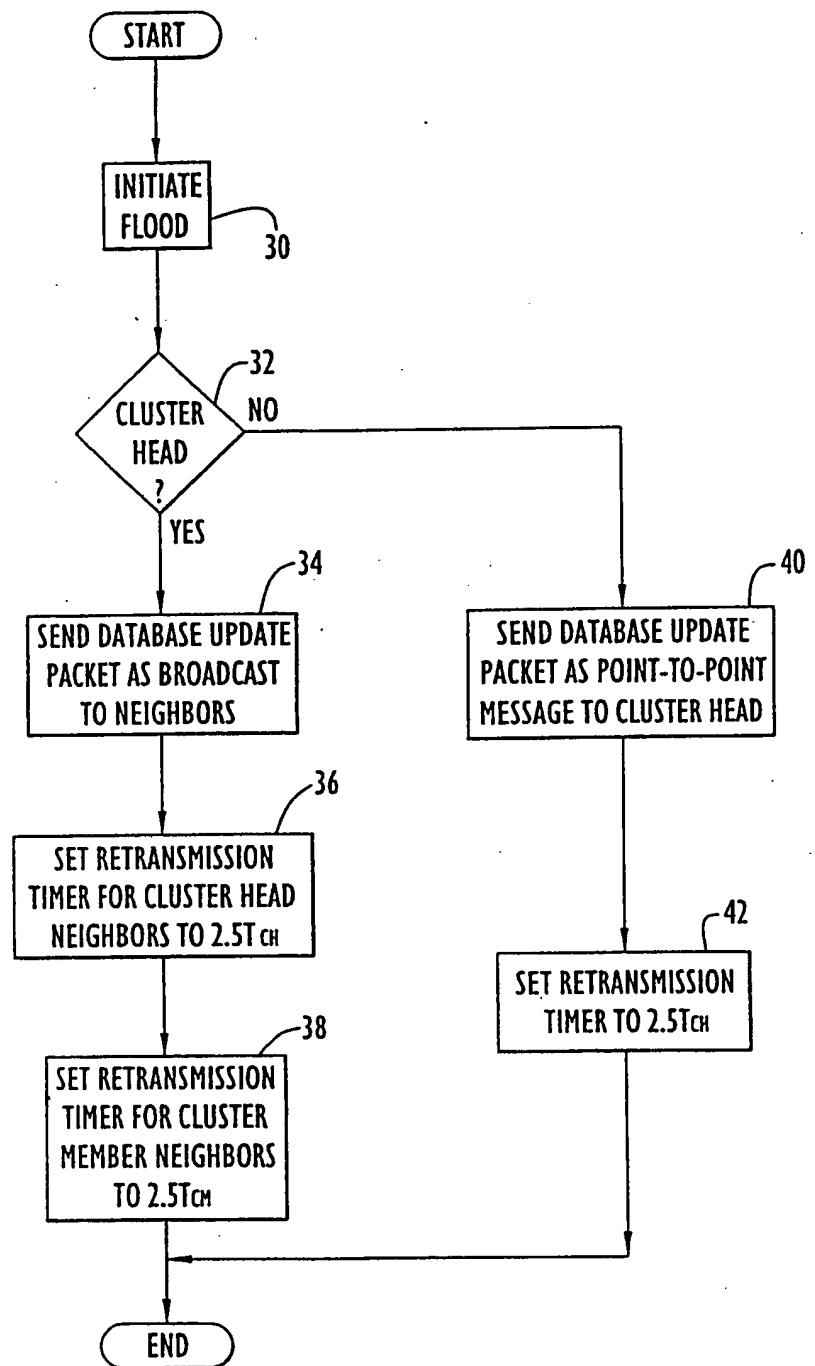 START
INITIATE
FLOOD
30
32
CLUSTER
HEAD
?
NO
YES
34
SEND DATABASE UPDATE
PACKET AS BROADCAST
TO NEIGHBORS
40
SEND DATABASE UPDATE
PACKET AS POINT-TO-POINT
MESSAGE TO CLUSTER HEAD
36
SET RETRANSMISSION
TIMER FOR CLUSTER HEAD
NEIGHBORS TO 2.5TCH
42
SET RETRANSMISSION
TIMER TO 2.5TCH
38
SET RETRANSMISSION
TIMER FOR CLUSTER
MEMBER NEIGHBORS
TO 2.5TCM
END